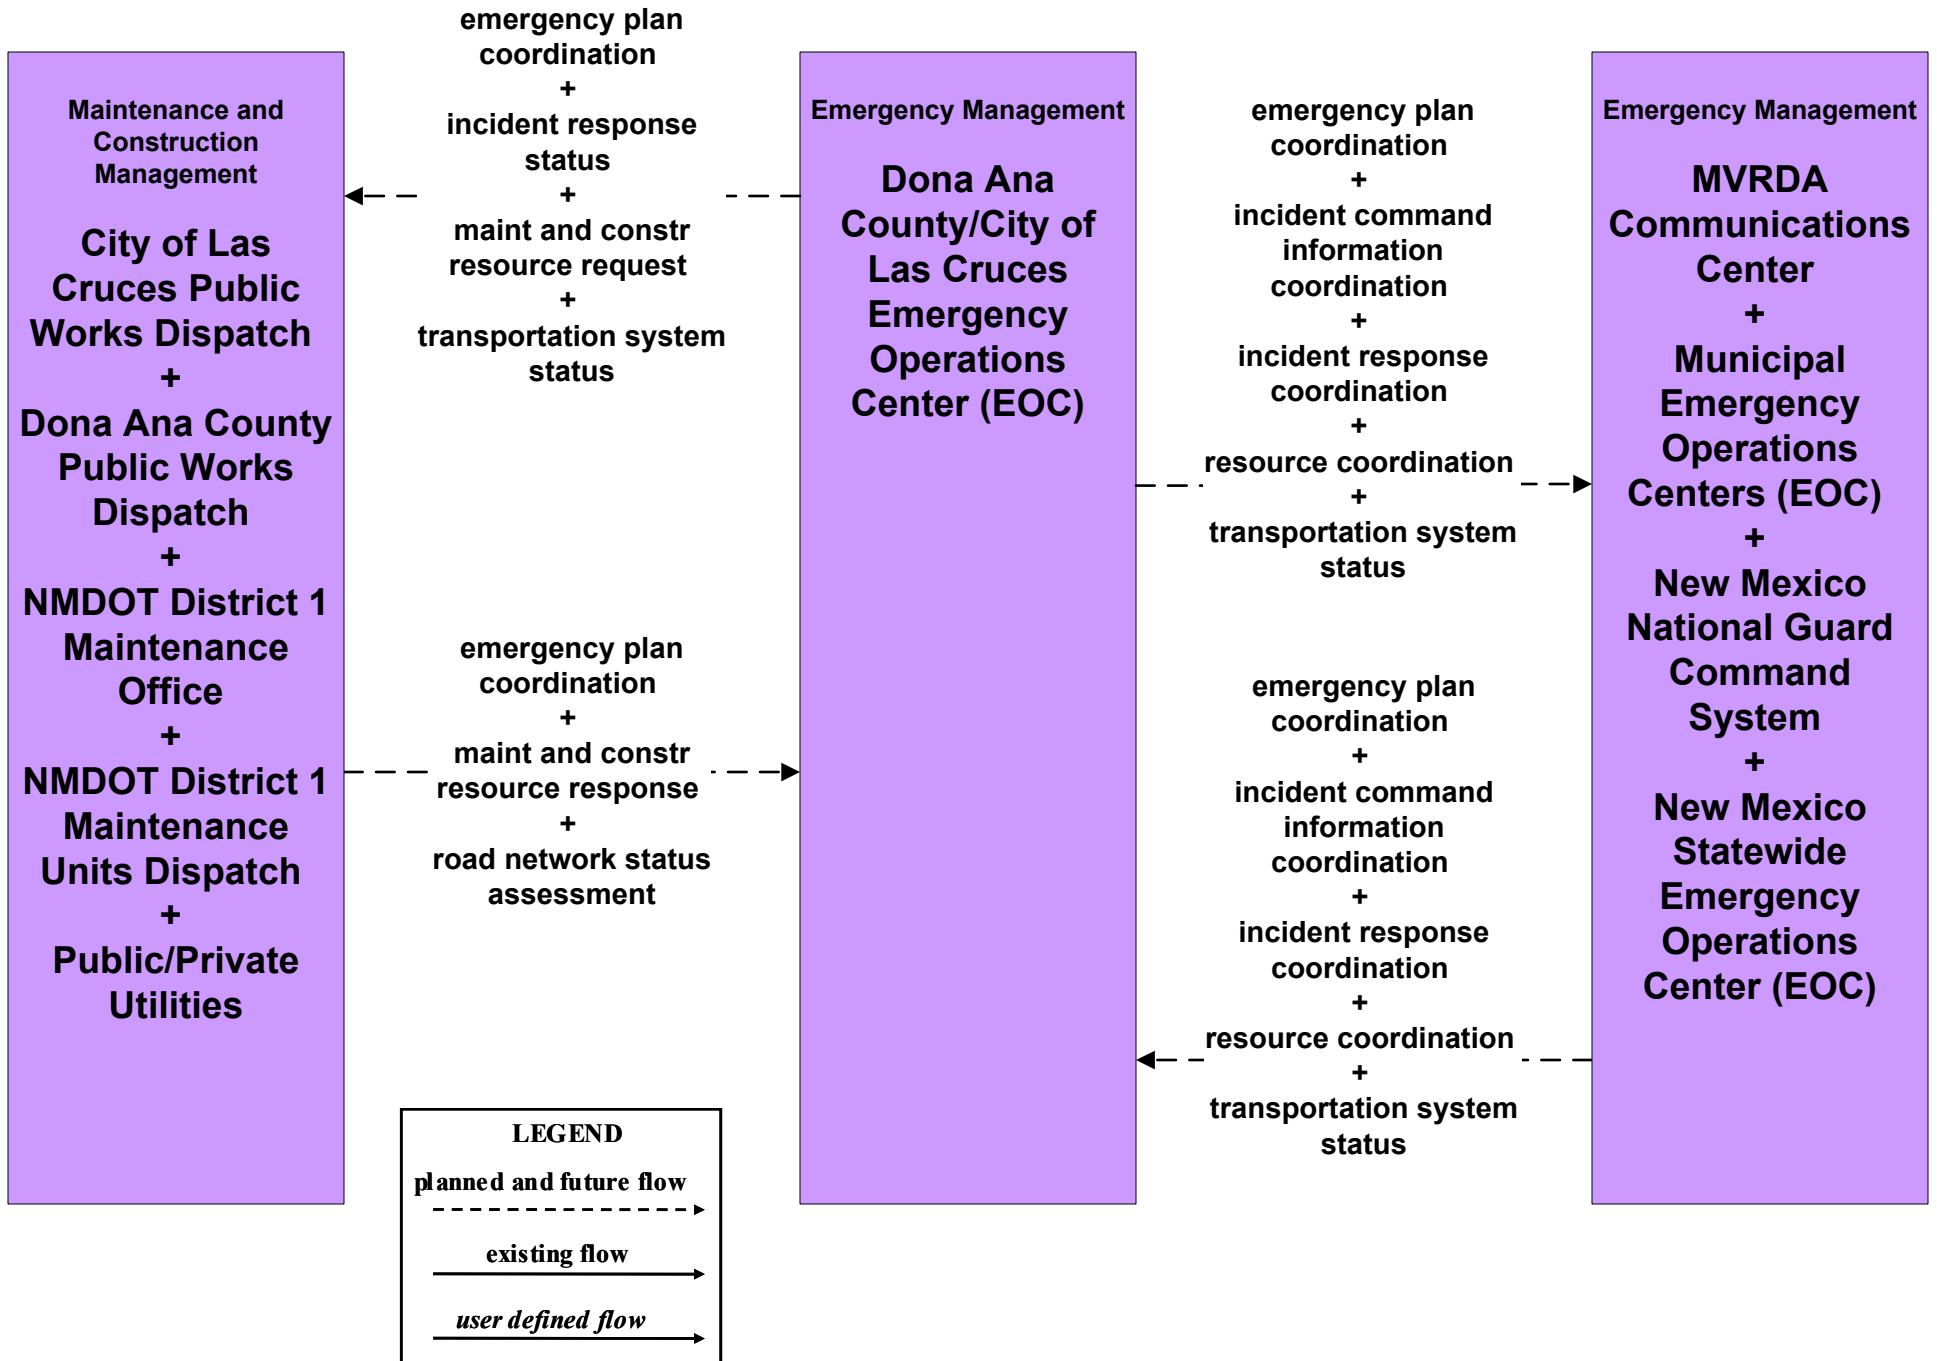 Maintenance and
Construction
Management
City of Las
Cruces Public
Works Dispatch
+
Dona Ana County
Public Works
Dispatch
+
NMDOT District 1
Maintenance
Office
+
NMDOT District 1
Maintenance
Units Dispatch
+
Public/Private
Utilities
emergency plan
coordination
+
incident response
status
+
maint and constr
resource request
+
transportation system
status
emergency plan
coordination
+
maint and constr
resource response
+
road network status
assessment
Emergency Management
Dona Ana
County/City of
Las Cruces
Emergency
Operations
Center (EOC)
emergency plan
coordination
+
incident command
information
coordination
+
incident response
coordination
+
resource coordination
+
transportation system
status
emergency plan
coordination
+
incident command
information
coordination
+
incident response
coordination
+
resource coordination
+
transportation system
status
Emergency Management
MVRDA
Communications
Center
+
Municipal
Emergency
Operations
Centers (EOC)
+
New Mexico
National Guard
Command
System
+
New Mexico
Statewide
Emergency
Operations
Center (EOC)
LEGEND
planned and future flow
existing flow
user defined flow